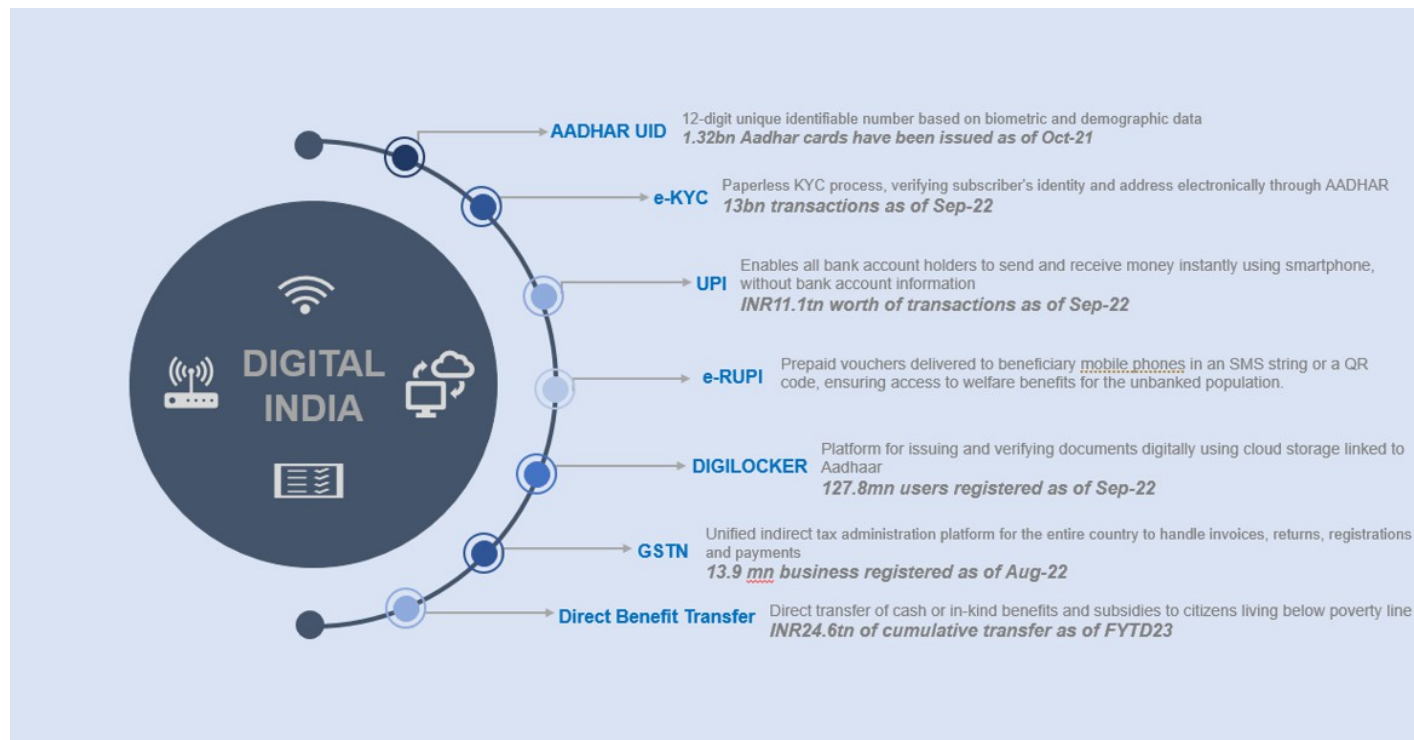 DIGITAL
INDIA
AADHAR UID
12-digit unique identifiable number based on biometric and demographic data
1.32bn Aadhar cards have been issued as of Oct-21
e-KYC
Paperless KYC process, verifying subscriber's identity and address electronically through AADHAR
13bn transactions as of Sep-22
UPI
Enables all bank account holders to send and receive money instantly using smartphone,
without bank account information
INR11.1tn worth of transactions as of Sep-22
e-RUPI
Prepaid vouchers delivered to beneficiary mobile phones in an SMS string or a QR
code, ensuring access to welfare benefits for the unbanked population.
DIGILOCKER
Platform for issuing and verifying documents digitally using cloud storage linked to
Aadhaar
127.8mn users registered as of Sep-22
GSTN
Unified indirect tax administration platform for the entire country to handle invoices, returns, registrations
and payments
13.9 mn business registered as of Aug-22
Direct Benefit Transfer
Direct transfer of cash or in-kind benefits and subsidies to citizens living below poverty line
INR24.6tn of cumulative transfer as of FYTD23